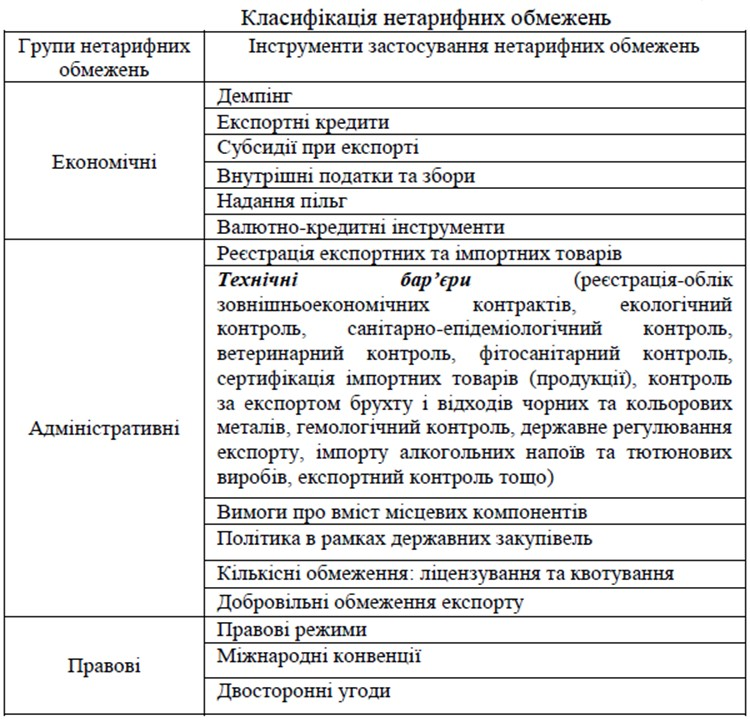 Класифікація нетарифних обмежень
Групи нетарифних
обмежень
Інструменти застосування нетарифних обмежень
Економічні
Демпінг
Експортні кредити
Субсидії при експорті
Внутрішні податки та збори
Надання пільг
Валютно-кредитні інструменти
Адміністративні
Реєстрація експортних та імпортних товарів
Технічні бар’єри (реєстрація-облік
зовнішньоекономічних контрактів, екологічний
контроль, санітарно-епідеміологічний контроль,
ветеринарний контроль, фітосанітарний контроль,
сертифікація імпортних товарів (продукції), контроль
за експортом брухту і відходів чорних та кольорових
металів, гемологічний контроль, державне регулювання
експорту, імпорту алкогольних напоїв та тютюнових
виробів, експортний контроль тощо)
Вимоги про вміст місцевих компонентів
Політика в рамках державних закупівель
Кількісні обмеження: ліцензування та квотування
Добровільні обмеження експорту
Правові
Правові режими
Міжнародні конвенції
Двосторонні угоди